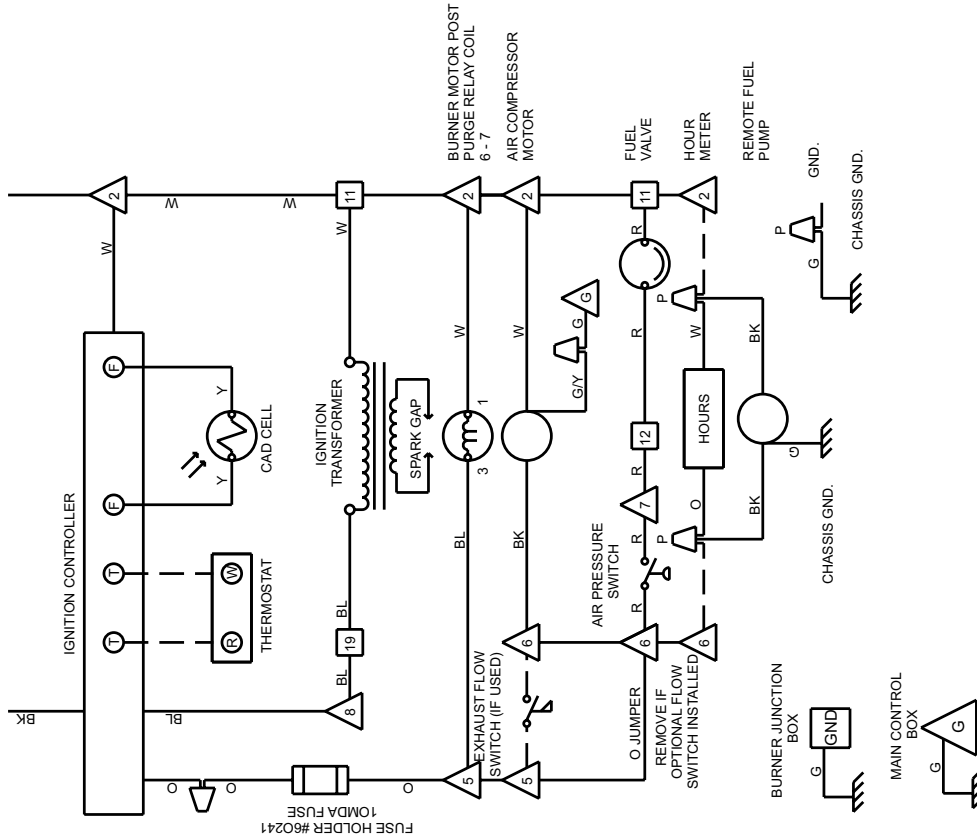 BK
IGNITION CONTROLLER
T
T
F
F
2
W
O
O
FUSE HOLDER #60241
10MDA FUSE
O
BL
R
W
THERMOSTAT
Y
Y
CAD CELL
W
W
8
BL
19
BL
IGNITION
TRANSFORMER
SPARK GAP
W
11
5
BL
3
1
W
2
BURNER MOTOR POST
PURGE RELAY COIL
6 - 7
EXHAUST FLOW
SWITCH (IF USED)
5
6
BK
W
2
AIR COMPRESSOR
MOTOR
G/Y
G
G
O JUMPER
REMOVE IF
OPTIONAL FLOW
SWITCH INSTALLED
AIR PRESSURE
SWITCH
6
R
R
7
R
12
R
R
11
FUEL
VALVE
6
P
O
HOURS
W
P
2
HOUR
METER
BK
BK
G
REMOTE FUEL
PUMP
CHASSIS GND.
BURNER JUNCTION
BOX
GND
G
P
G
GND.
CHASSIS GND.
MAIN CONTROL
BOX
G
G